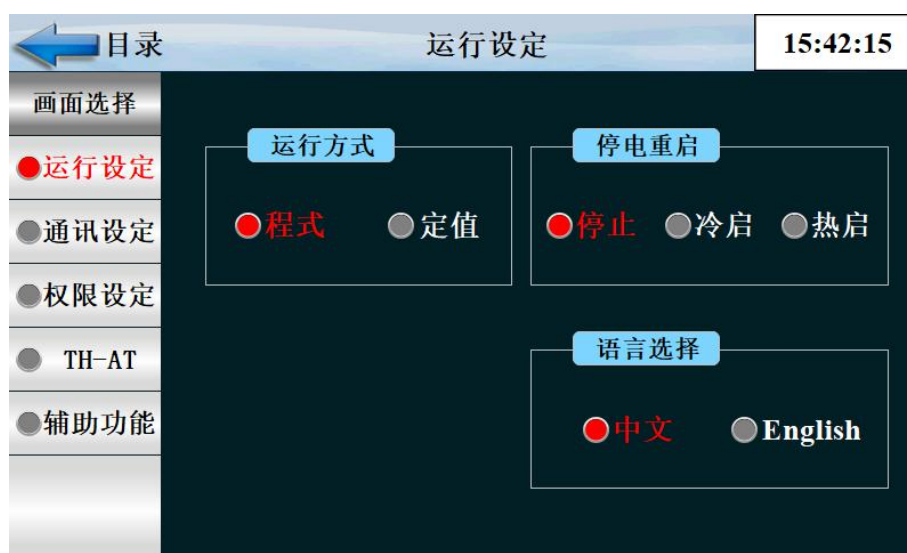 目录
运行设定
15:42:15
画面选择
运行设定
通讯设定
权限设定
TH-AT
辅助功能
运行方式
程式 定值
停电重启
停止 冷启 热启
语言选择
中文 English